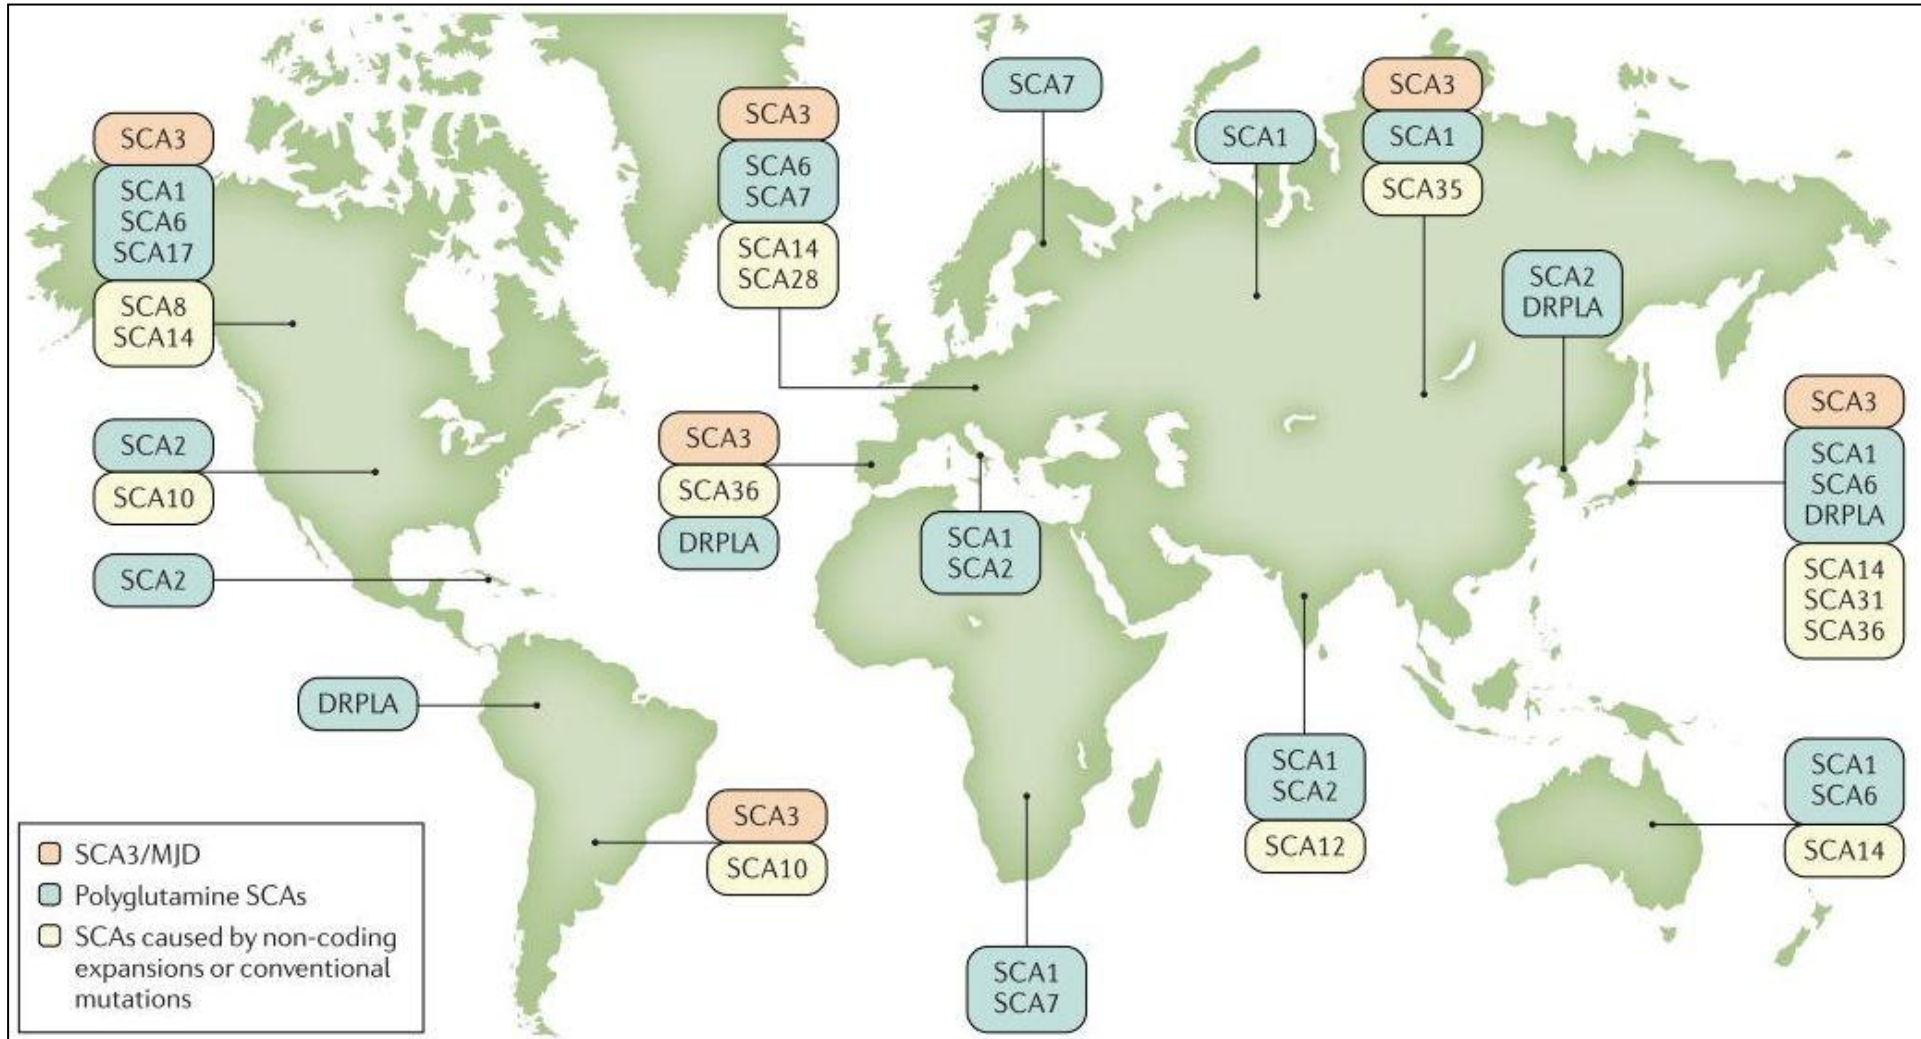 SCA3
SCA1
SCA6
SCA17
SCA8
SCA14
SCA2
SCA10
SCA2
DRPLA
SCA3
SCA10
SCA3
SCA6
SCA7
SCA14
SCA28
SCA3
SCA36
DRPLA
SCA7
SCA1
SCA2
SCA1
SCA7
SCA1
SCA3
SCA1
SCA35
SCA1
SCA2
SCA12
SCA2
DRPLA
SCA3
SCA1
SCA6
DRPLA
SCA14
SCA31
SCA36
SCA1
SCA6
SCA14
SCA3/MJD
Polyglutamine SCAs
SCAs caused by non-coding
expansions or conventional
mutations